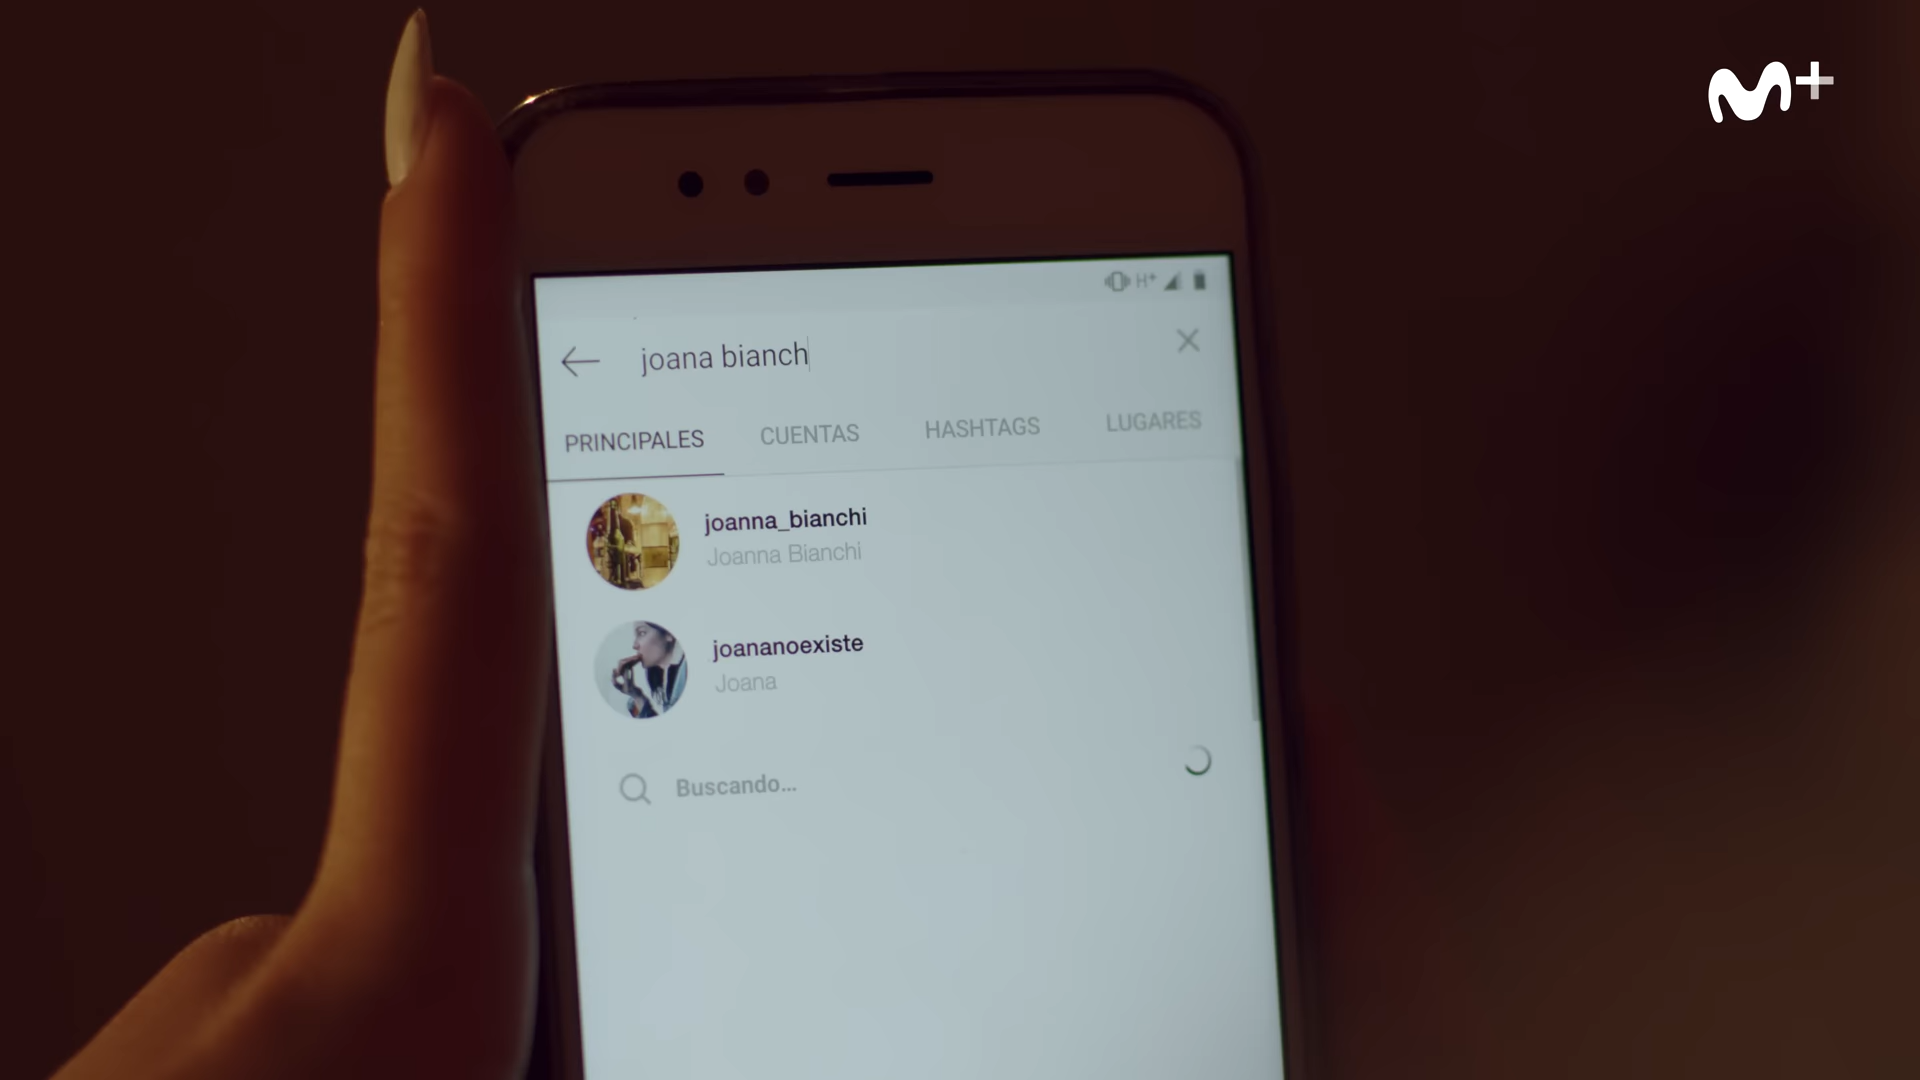 M+
H+
joana bianch
PRINCIPALES CUENTAS HASHTAGS LUGARES
joanna_bianchi
Joanna Bianchi
joananoexiste
Joana
Buscando...